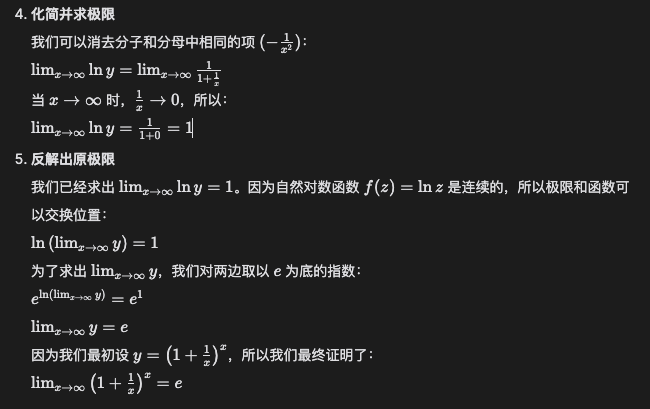 4. 化简并求极限
我们可以消去分子和分母中相同的项 $(-\frac{1}{x^2})$：
$\lim_{x\to\infty} \ln y = \lim_{x\to\infty} \frac{1}{1+\frac{1}{x}}$
当 $x \to \infty$ 时，$\frac{1}{x} \to 0$，所以：
$\lim_{x\to\infty} \ln y = \frac{1}{1+0} = 1$
5. 反解出原极限
我们已经求出 $\lim_{x\to\infty} \ln y = 1$。因为自然对数函数 $f(z) = \ln z$ 是连续的，所以极限和函数可
以交换位置：
$\ln\left(\lim_{x\to\infty} y\right) = 1$
为了求出 $\lim_{x\to\infty} y$，我们对两边取以 $e$ 为底的指数：
$e^{\ln(\lim_{x\to\infty} y)} = e^1$
$\lim_{x\to\infty} y = e$
因为我们最初设 $y = \left(1 + \frac{1}{x}\right)^x$，所以我们最终证明了：
$\lim_{x\to\infty} \left(1 + \frac{1}{x}\right)^x = e$